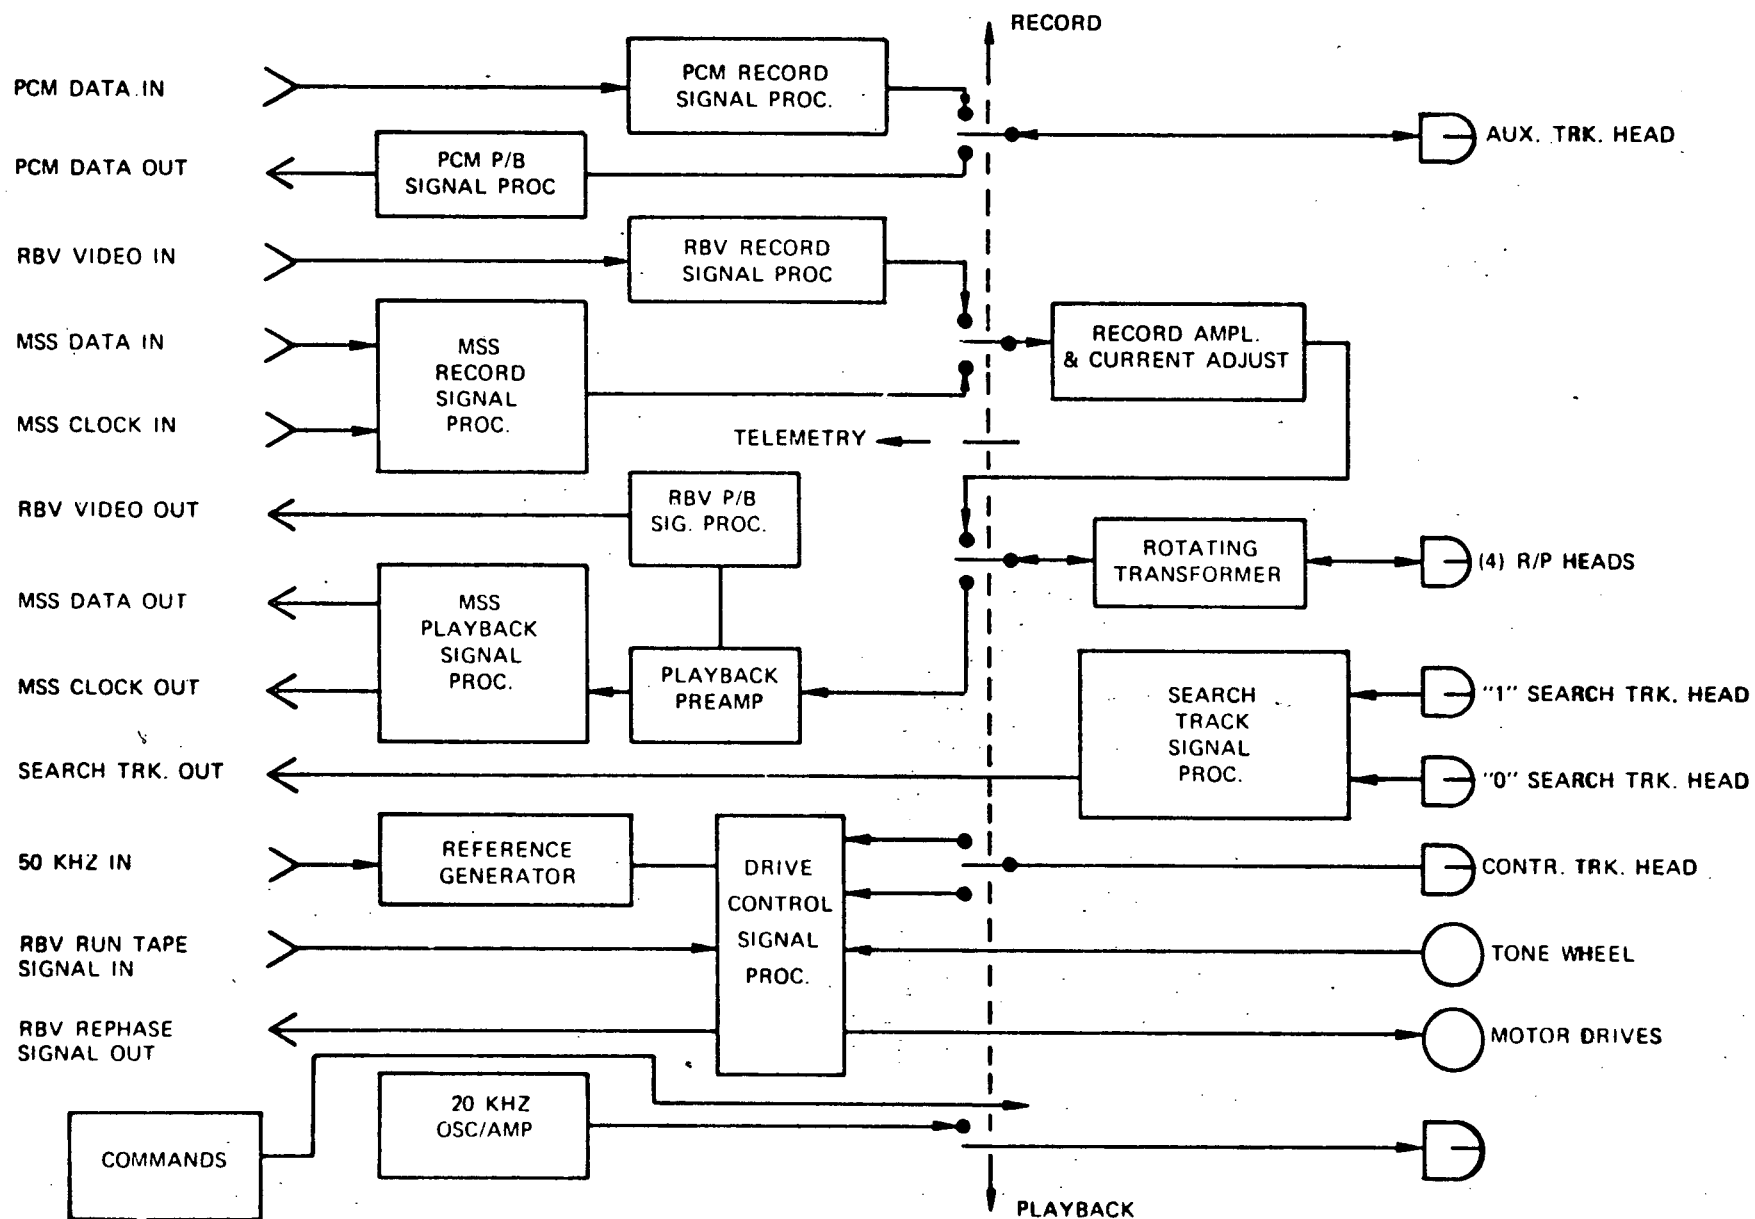 RECORD
PCM DATA IN
PCM RECORD
SIGNAL PROC.
AUX. TRK. HEAD
PCM DATA OUT
PCM P/B
SIGNAL PROC
RBV VIDEO IN
RBV RECORD
SIGNAL PROC
MSS DATA IN
MSS
RECORD
SIGNAL
PROC.
RECORD AMPL.
& CURRENT ADJUST
MSS CLOCK IN
TELEMETRY
RBV VIDEO OUT
RBV P/B
SIG. PROC.
ROTATING
TRANSFORMER
(4) R/P HEADS
MSS DATA OUT
MSS
PLAYBACK
SIGNAL
PROC.
MSS CLOCK OUT
PLAYBACK
PREAMP
SEARCH
TRACK
SIGNAL
PROC.
"1" SEARCH TRK. HEAD
SEARCH TRK. OUT
"0" SEARCH TRK. HEAD
50 KHZ IN
REFERENCE
GENERATOR
DRIVE
CONTROL
SIGNAL
PROC.
CONTR. TRK. HEAD
RBV RUN TAPE
SIGNAL IN
TONE WHEEL
RBV REPHASE
SIGNAL OUT
MOTOR DRIVES
20 KHZ
OSC/AMP
COMMANDS
PLAYBACK